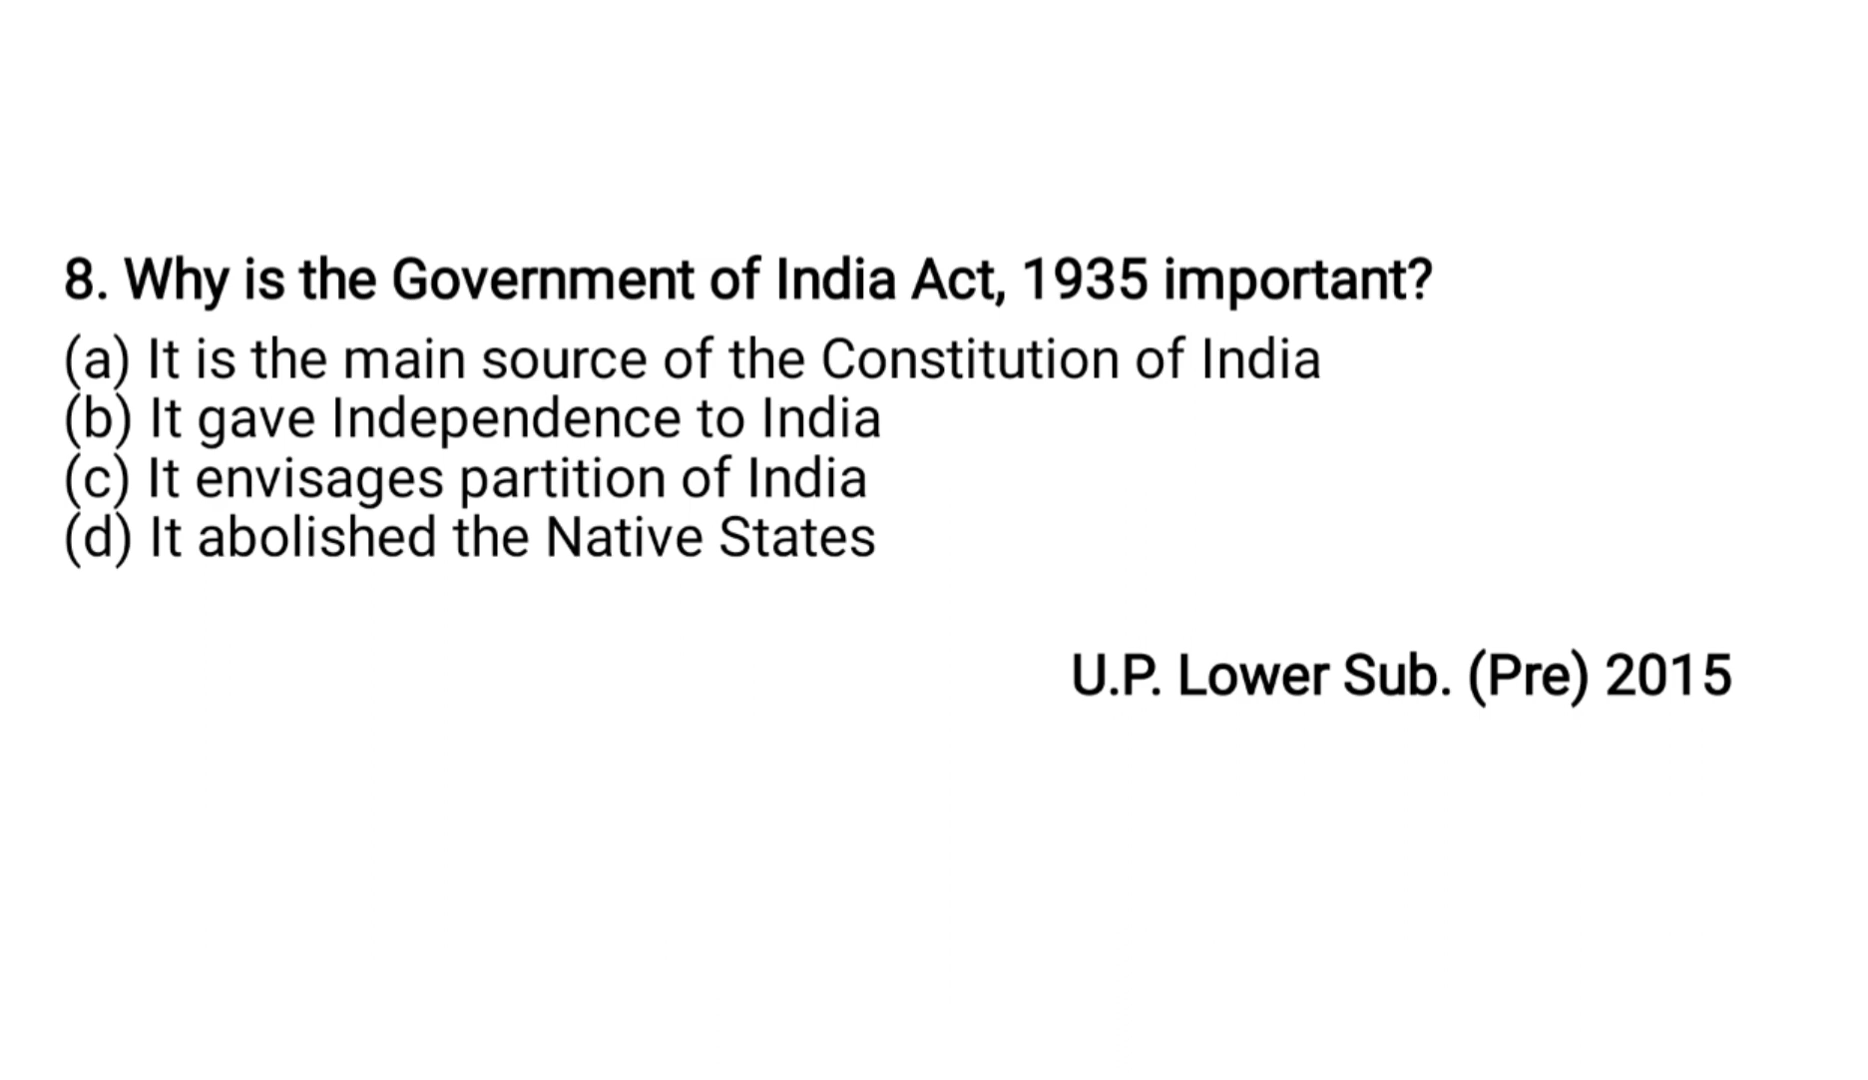 8. Why is the Government of India Act, 1935 important?
(a) It is the main source of the Constitution of India
(b) It gave Independence to India
(c) It envisages partition of India
(d) It abolished the Native States
U.P. Lower Sub. (Pre) 2015